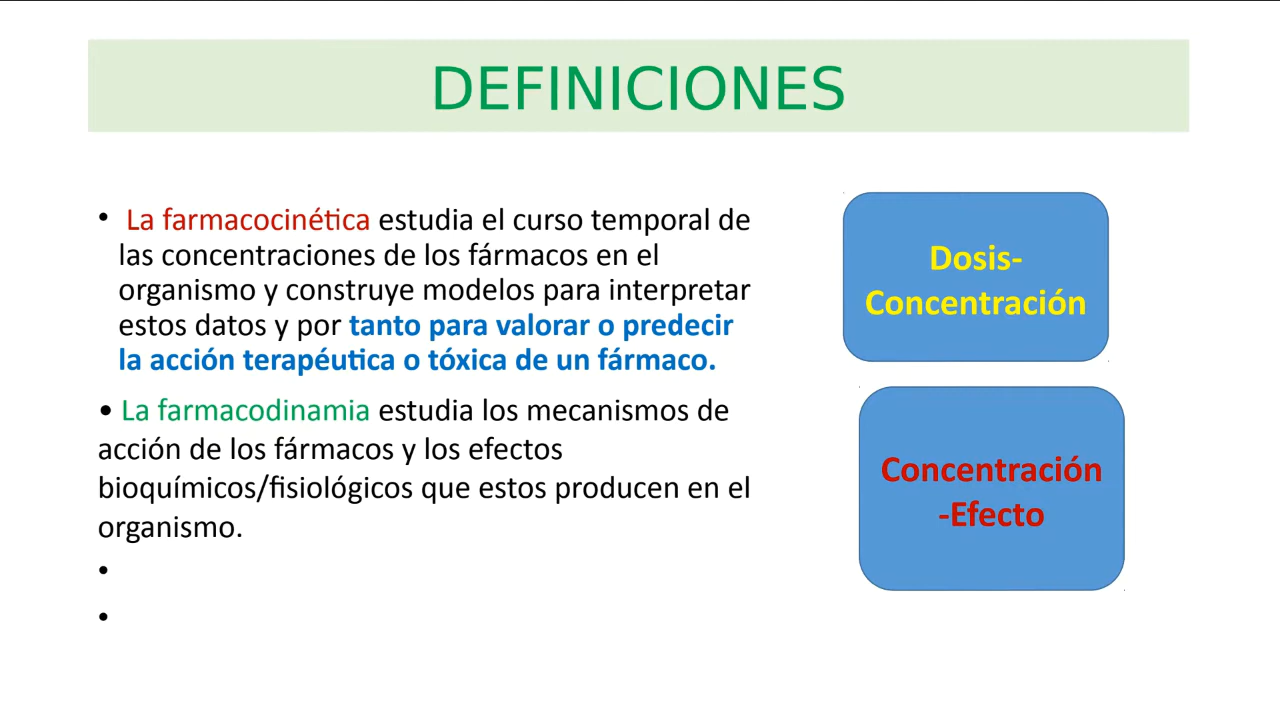 DEFINICIONES
• La farmacocinética estudia el curso temporal de
las concentraciones de los fármacos en el
organismo y construye modelos para interpretar
estos datos y por tanto para valorar o predecir
la acción terapéutica o tóxica de un fármaco.
• La farmacodinamia estudia los mecanismos de
acción de los fármacos y los efectos
bioquímicos/fisiológicos que estos producen en el
organismo.
•
•
Dosis-
Concentración
Concentración
-Efecto